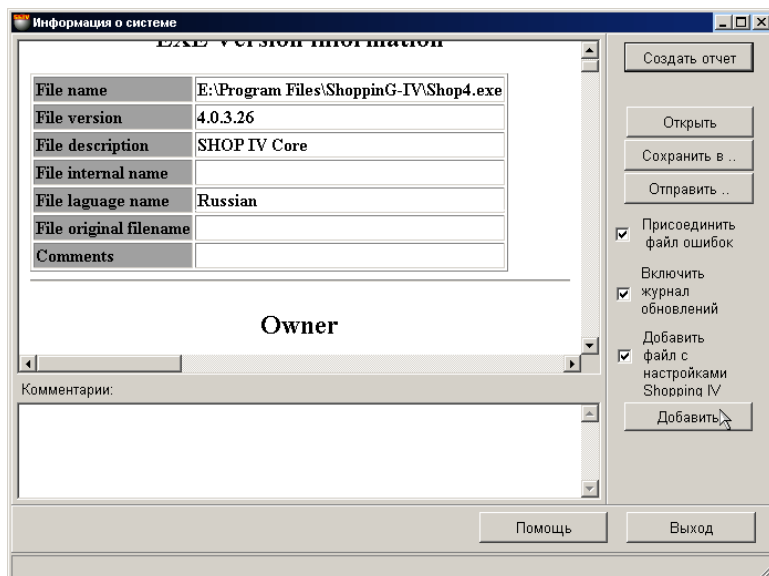 Информация о системе
EXE Version Information
File name E:\Program Files\ShoppinG-IV\Shop4.exe
File version 4.0.3.26
File description SHOP IV Core
File internal name
File laguage name Russian
File original filename
Comments
Owner
Комментарии:
Создать отчет
Открыть
Сохранить в ..
Отправить ..
Присоединить
файл ошибок
Включить
журнал
обновлений
Добавить
файл с
настройками
Shopping IV
Добавить
Помощь
Выход